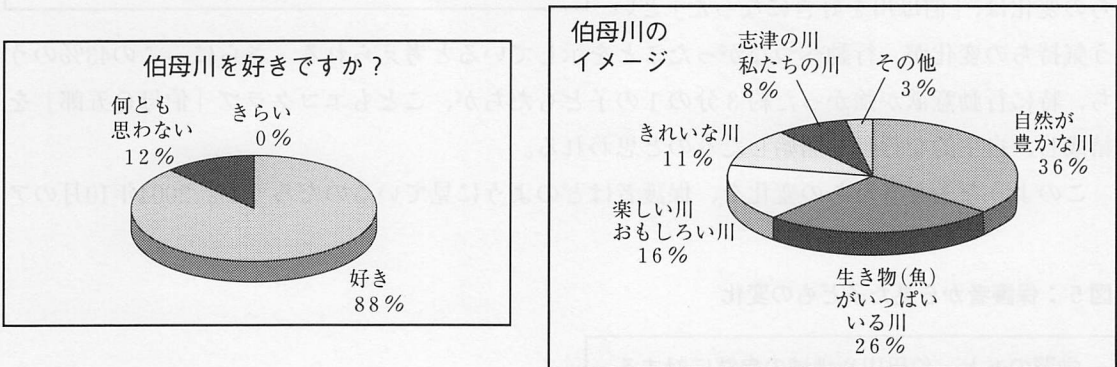 伯母川を好きですか？
何とも
思わない
12%
きらい
0%
好き
88%
伯母川の
イメージ
志津の川
私たちの川
8%
その他
3%
自然が
豊かな川
36%
きれいな川
11%
楽しい川
おもしろい川
16%
生き物(魚)
がいっぱい
いる川
26%